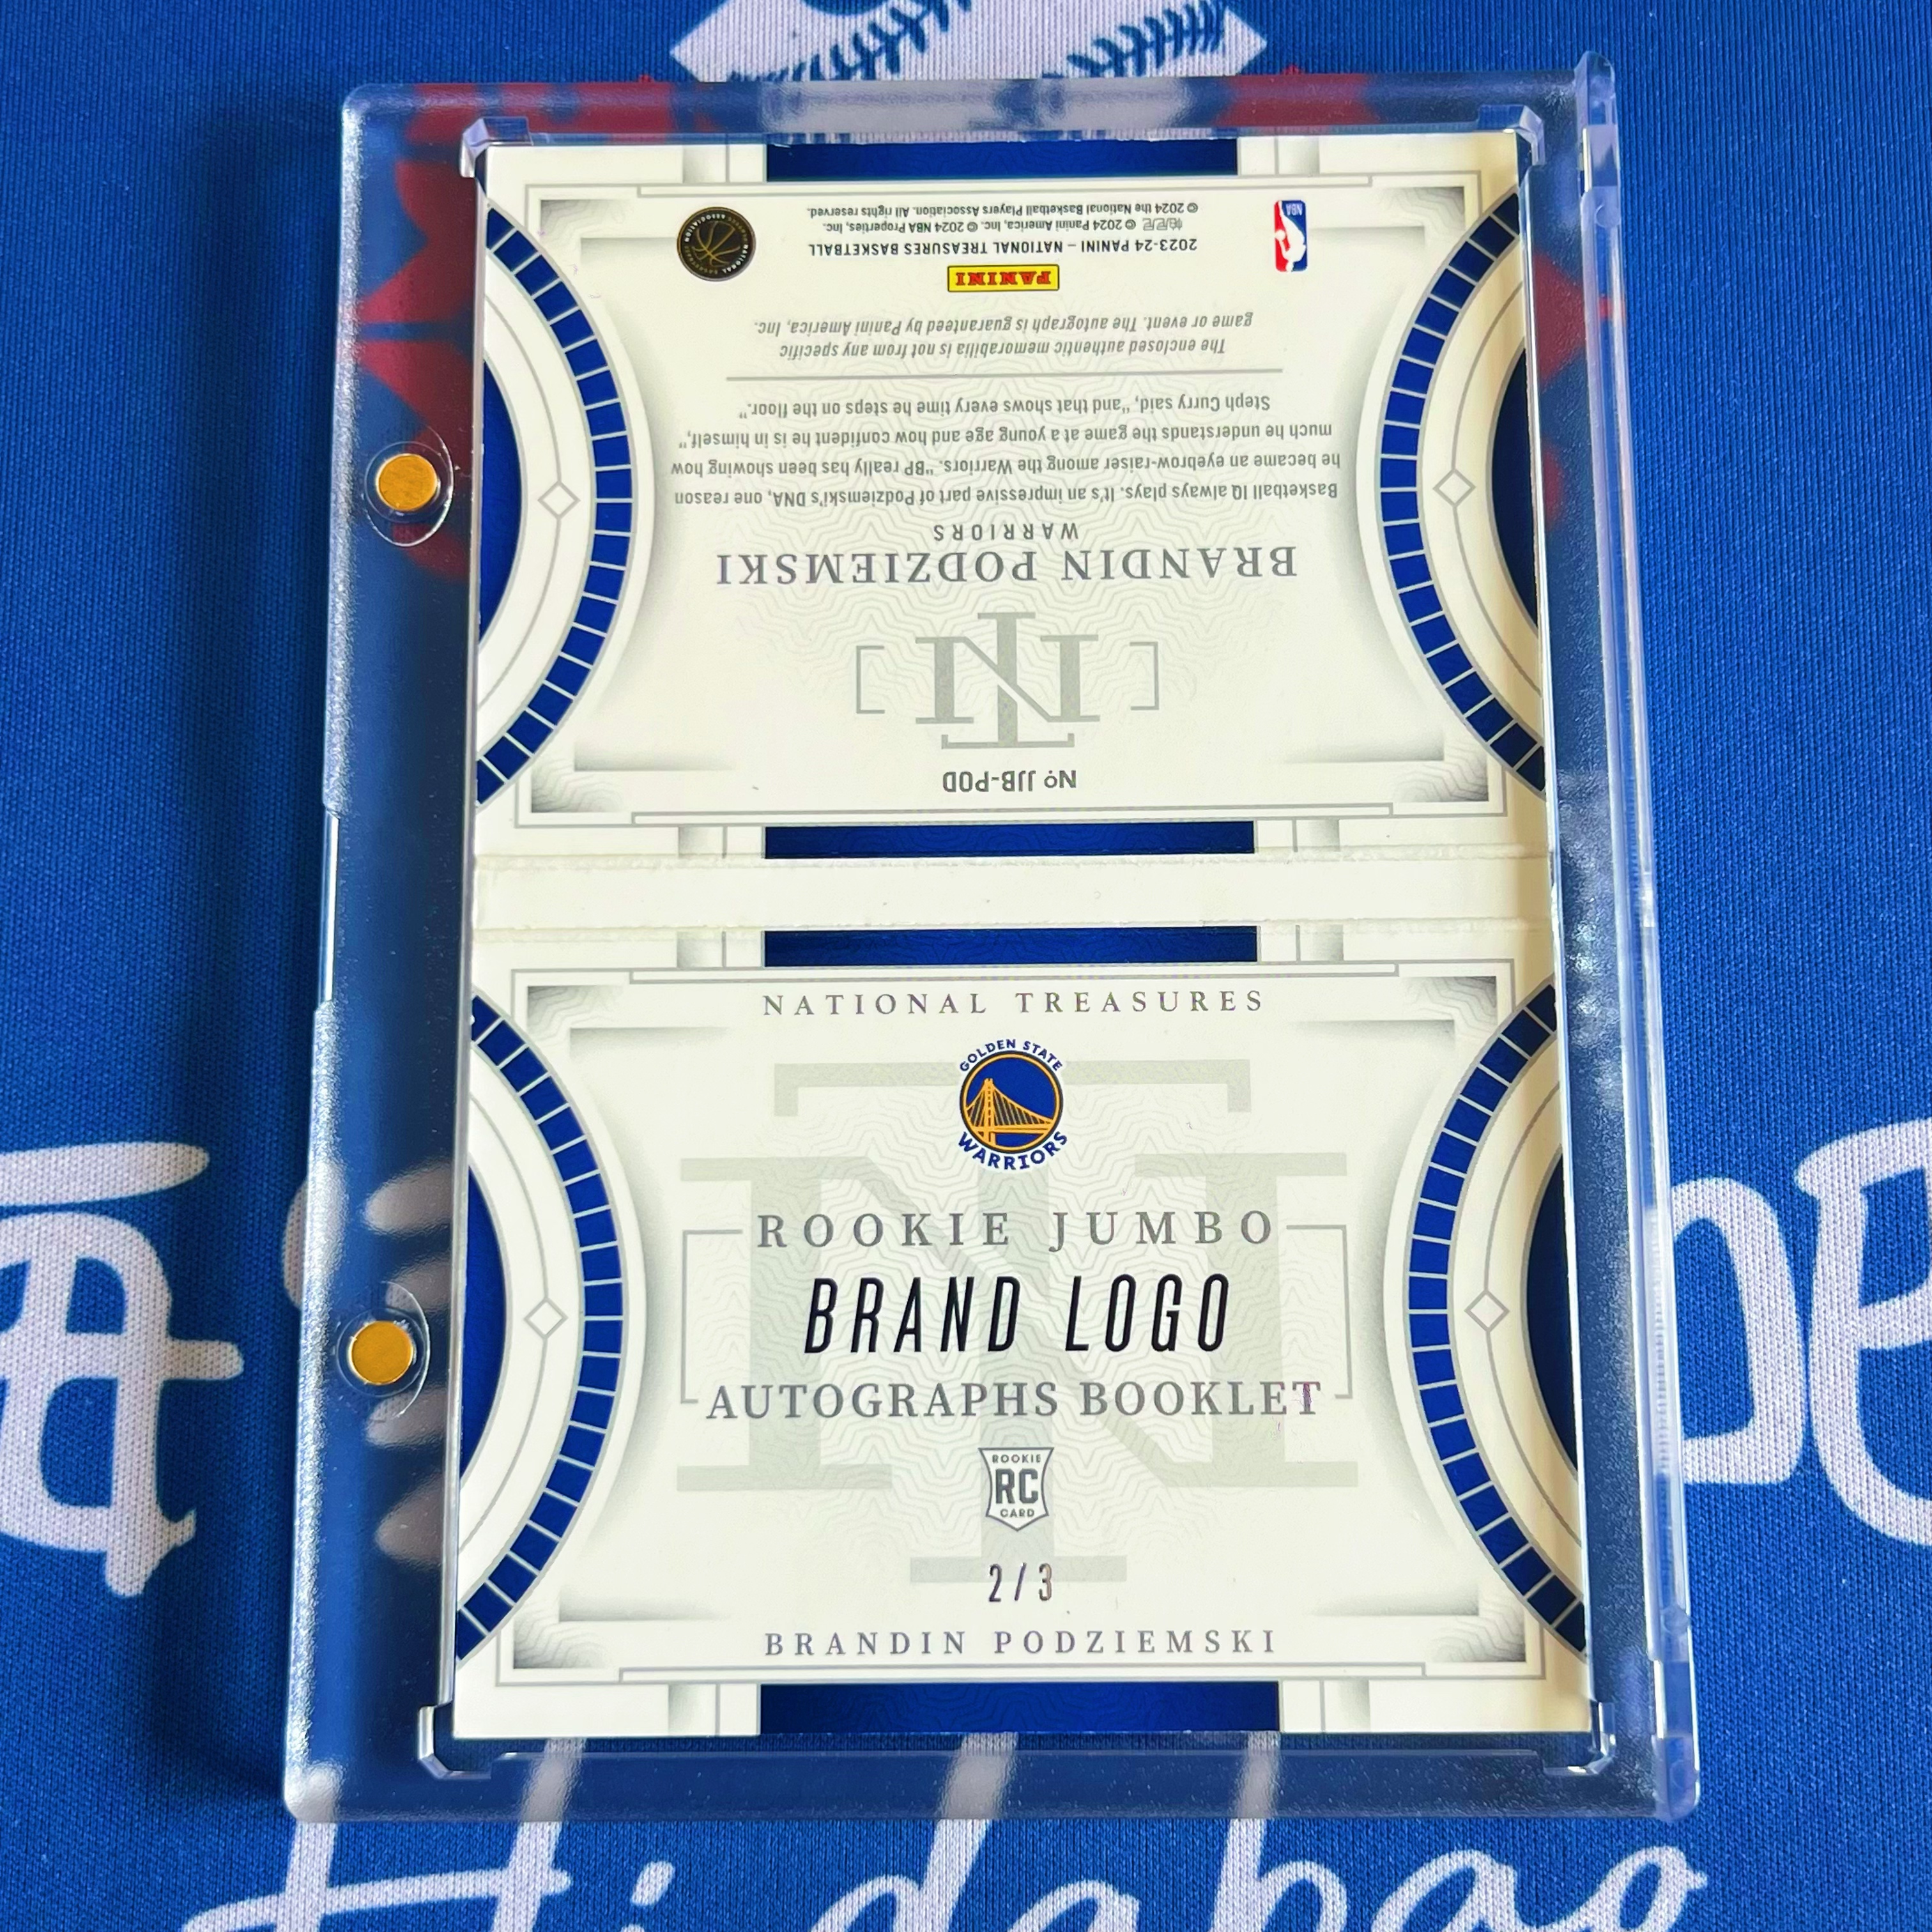 NATIONAL TREASURES
GOLDEN STATE
WARRIORS
ROOKIE JUMBO
BRAND LOGO
AUTOGRAPHS BOOKLET
ROOKIE
RC
CARD
2/3
BRANDIN PODZIEMSKI
Nº JJB-POD
BRANDIN PODZIEMSKI
WARRIORS
Basketball IQ always plays. It's an impressive part of Podziemski's DNA, one reason
he became an eyebrow-raiser among the Warriors. "BP really has been showing how
much he understands the game at a young age and how confident he is in himself,"
Steph Curry said, "and that shows every time he steps on the floor."
The enclosed authentic memorabilia is not from any specific
game or event. The autograph is guaranteed by Panini America, Inc.
PANINI
2023-24 PANINI – NATIONAL TREASURES BASKETBALL
© 2024 Panini America, Inc. © 2024 NBA Properties, Inc.
© 2024 the National Basketball Players Association. All rights reserved.
NBA